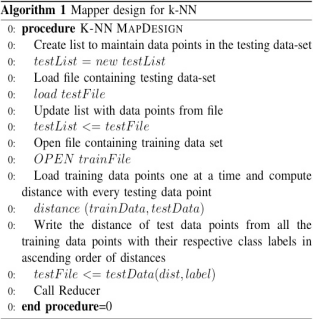 Algorithm 1 Mapper design for k-NN
0: procedure K-NN MAPDESIGN
0: Create list to maintain data points in the testing data-set
0: testList = new testList
0: Load file containing testing data-set
0: load testFile
0: Update list with data points from file
0: testList <= testFile
0: Open file containing training data set
0: OPEN trainFile
0: Load training data points one at a time and compute
distance with every testing data point
0: distance (trainData, testData)
0: Write the distance of test data points from all the
training data points with their respective class labels in
ascending order of distances
0: testFile <= testData(dist, label)
0: Call Reducer
0: end procedure=0